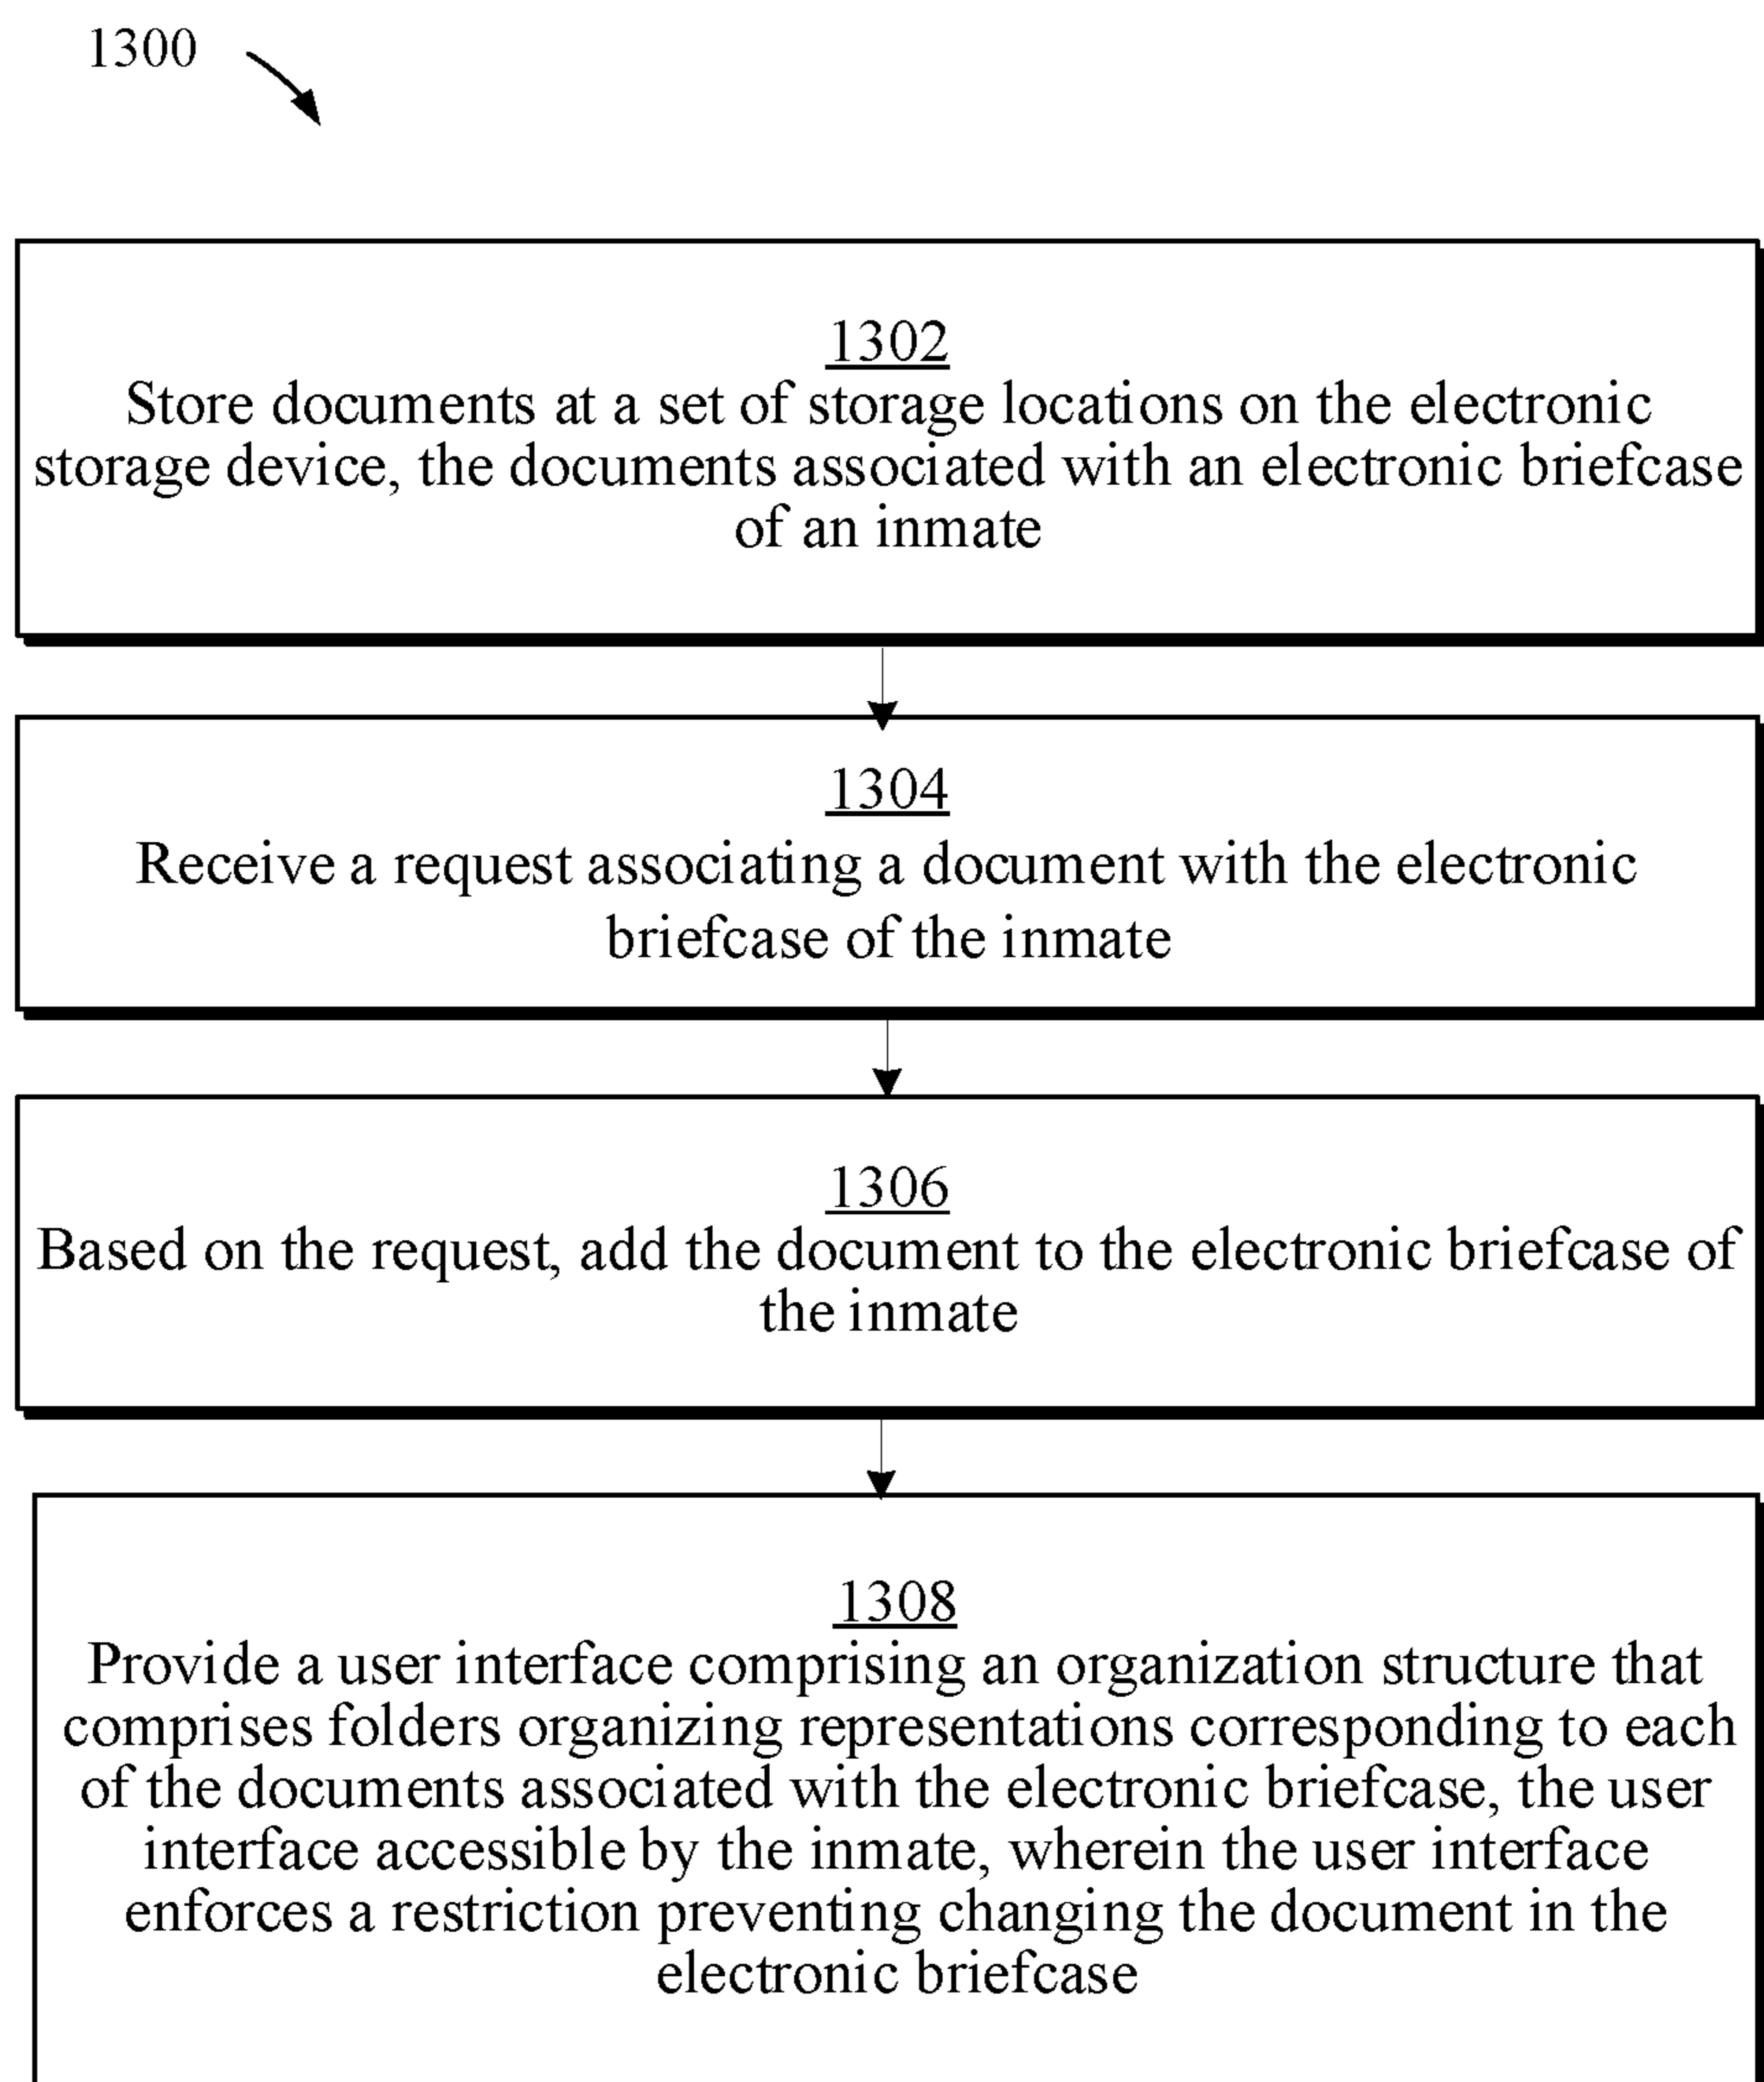 1300
1302
Store documents at a set of storage locations on the electronic
storage device, the documents associated with an electronic briefcase
of an inmate
1304
Receive a request associating a document with the electronic
briefcase of the inmate
1306
Based on the request, add the document to the electronic briefcase of
the inmate
1308
Provide a user interface comprising an organization structure that
comprises folders organizing representations corresponding to each
of the documents associated with the electronic briefcase, the user
interface accessible by the inmate, wherein the user interface
enforces a restriction preventing changing the document in the
electronic briefcase